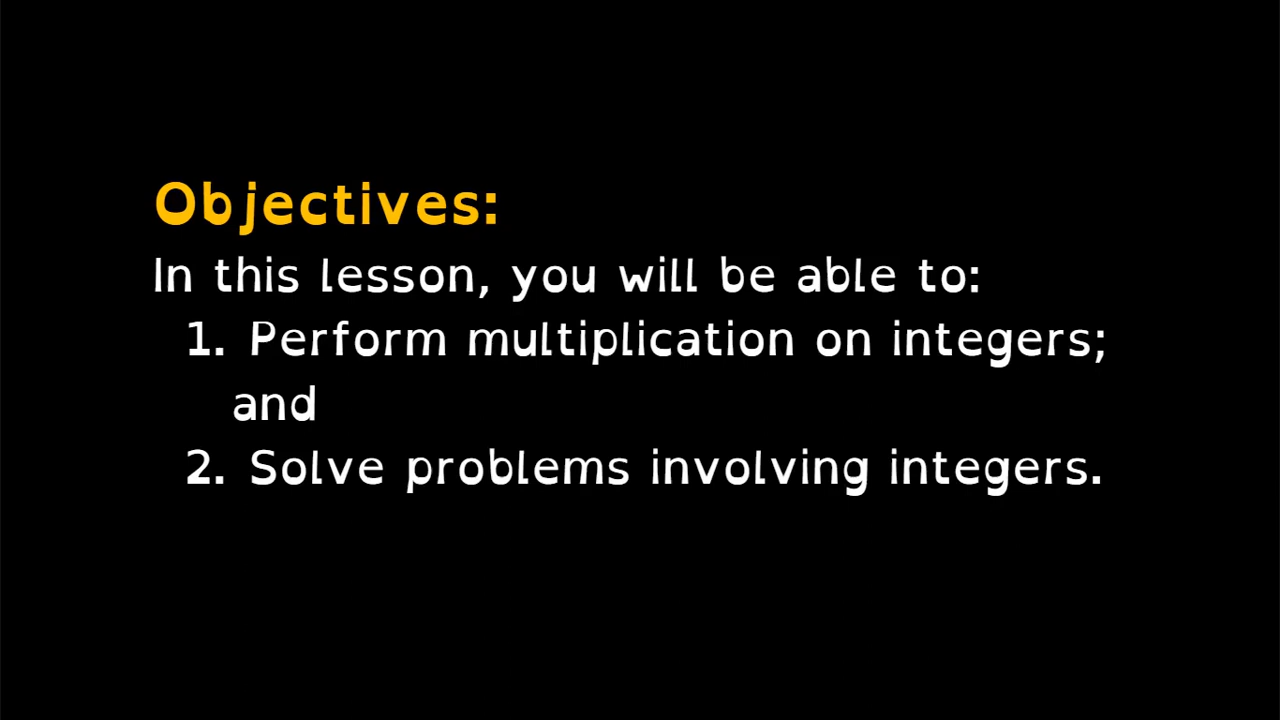 Objectives:
In this lesson, you will be able to:
1. Perform multiplication on integers;
and
2. Solve problems involving integers.